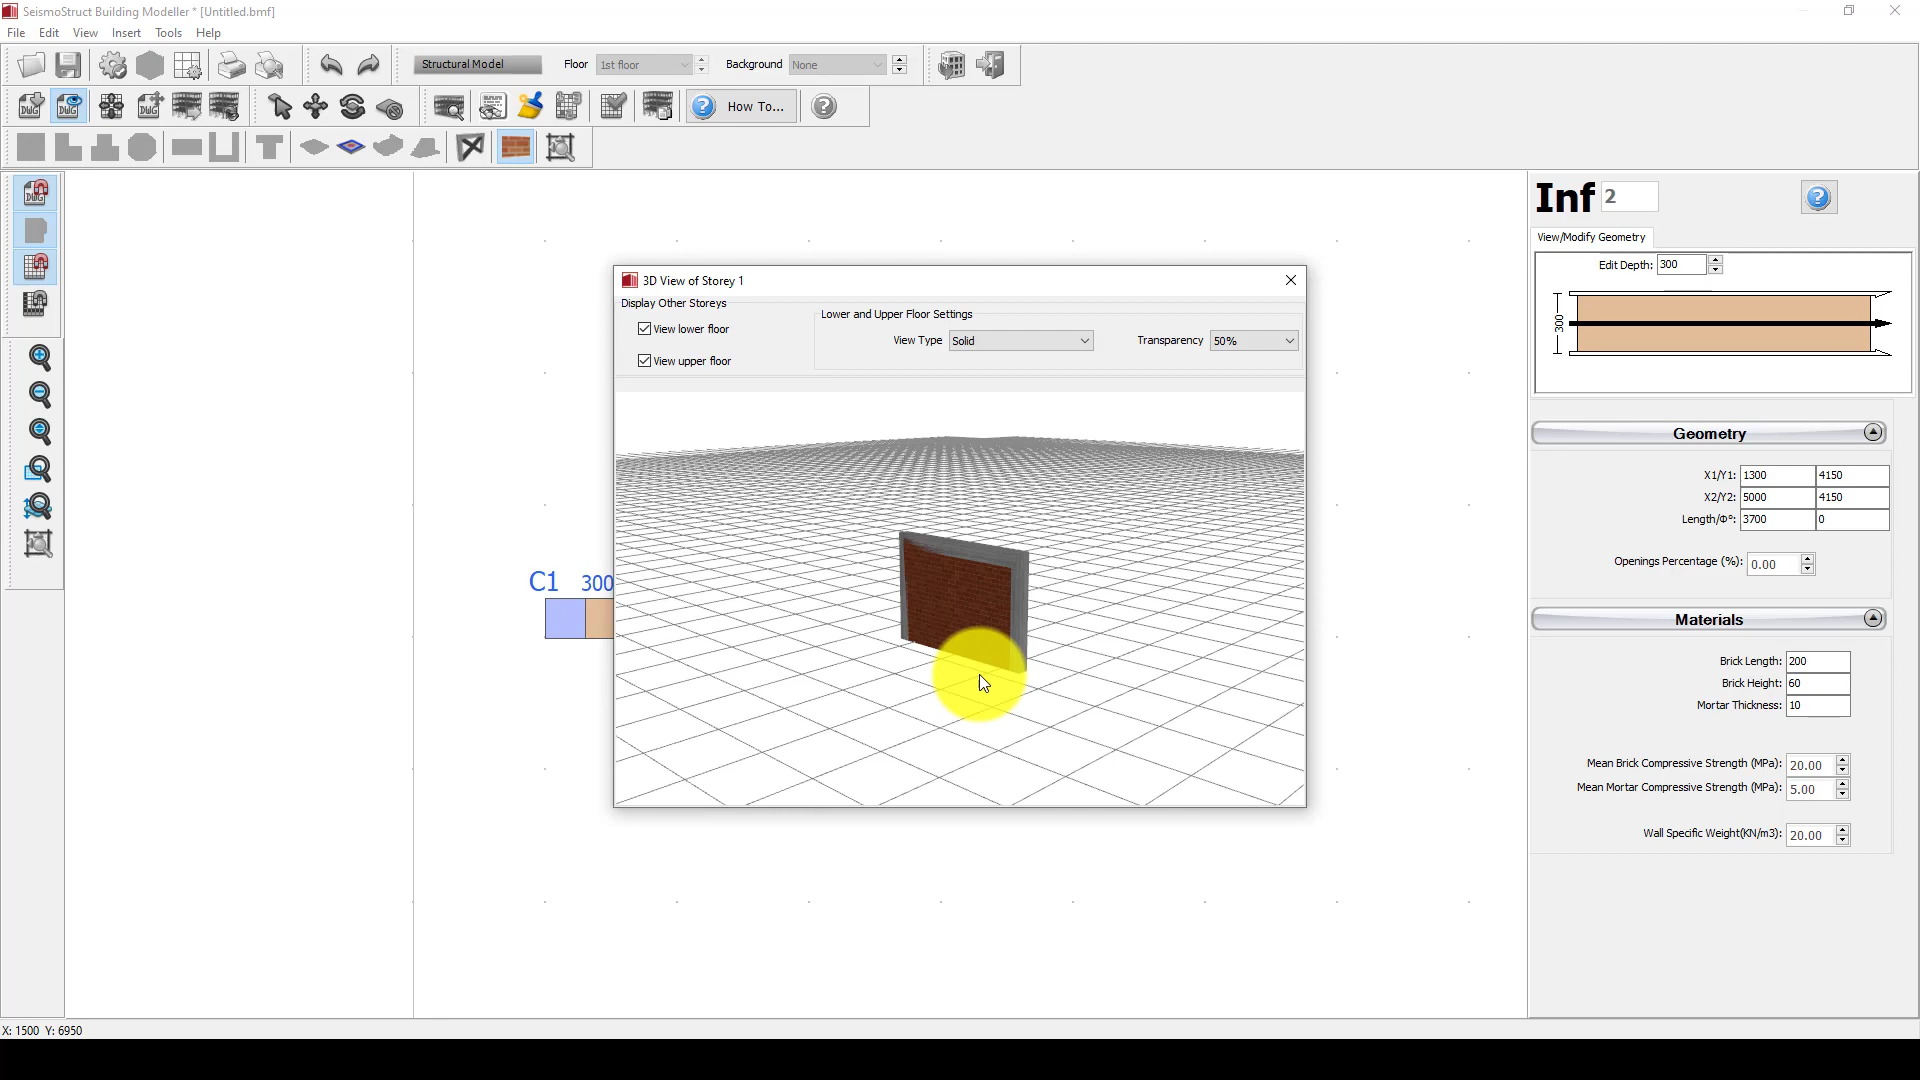 SeismoStruct Building Modeller * [Untitled.bmf]
File Edit View Insert Tools Help
Structural Model Floor 1st floor Background None
DWG DWG DWG ? How To... ?
DWG
Inf 2 ?
View/Modify Geometry
Edit Depth: 300
300
3D View of Storey 1
Display Other Storeys
View lower floor
View upper floor
Lower and Upper Floor Settings
View Type Solid Transparency 50%
C1 300
Geometry
X1/Y1: 1300 4150
X2/Y2: 5000 4150
Length/Φ°: 3700 0
Openings Percentage (%): 0.00
Materials
Brick Length: 200
Brick Height: 60
Mortar Thickness: 10
Mean Brick Compressive Strength (MPa): 20.00
Mean Mortar Compressive Strength (MPa): 5.00
Wall Specific Weight(KN/m3): 20.00
X: 1500 Y: 6950